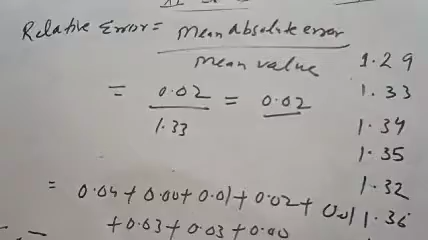 Relative Error = mean absolute error
mean value
= 0.02 = 0.02
1.33
1.29
1.33
1.34
1.35
1.32
1.36
= 0.04 + 0.00 + 0.01 + 0.02 + 0.01
+ 0.03 + 0.03 + 0.00